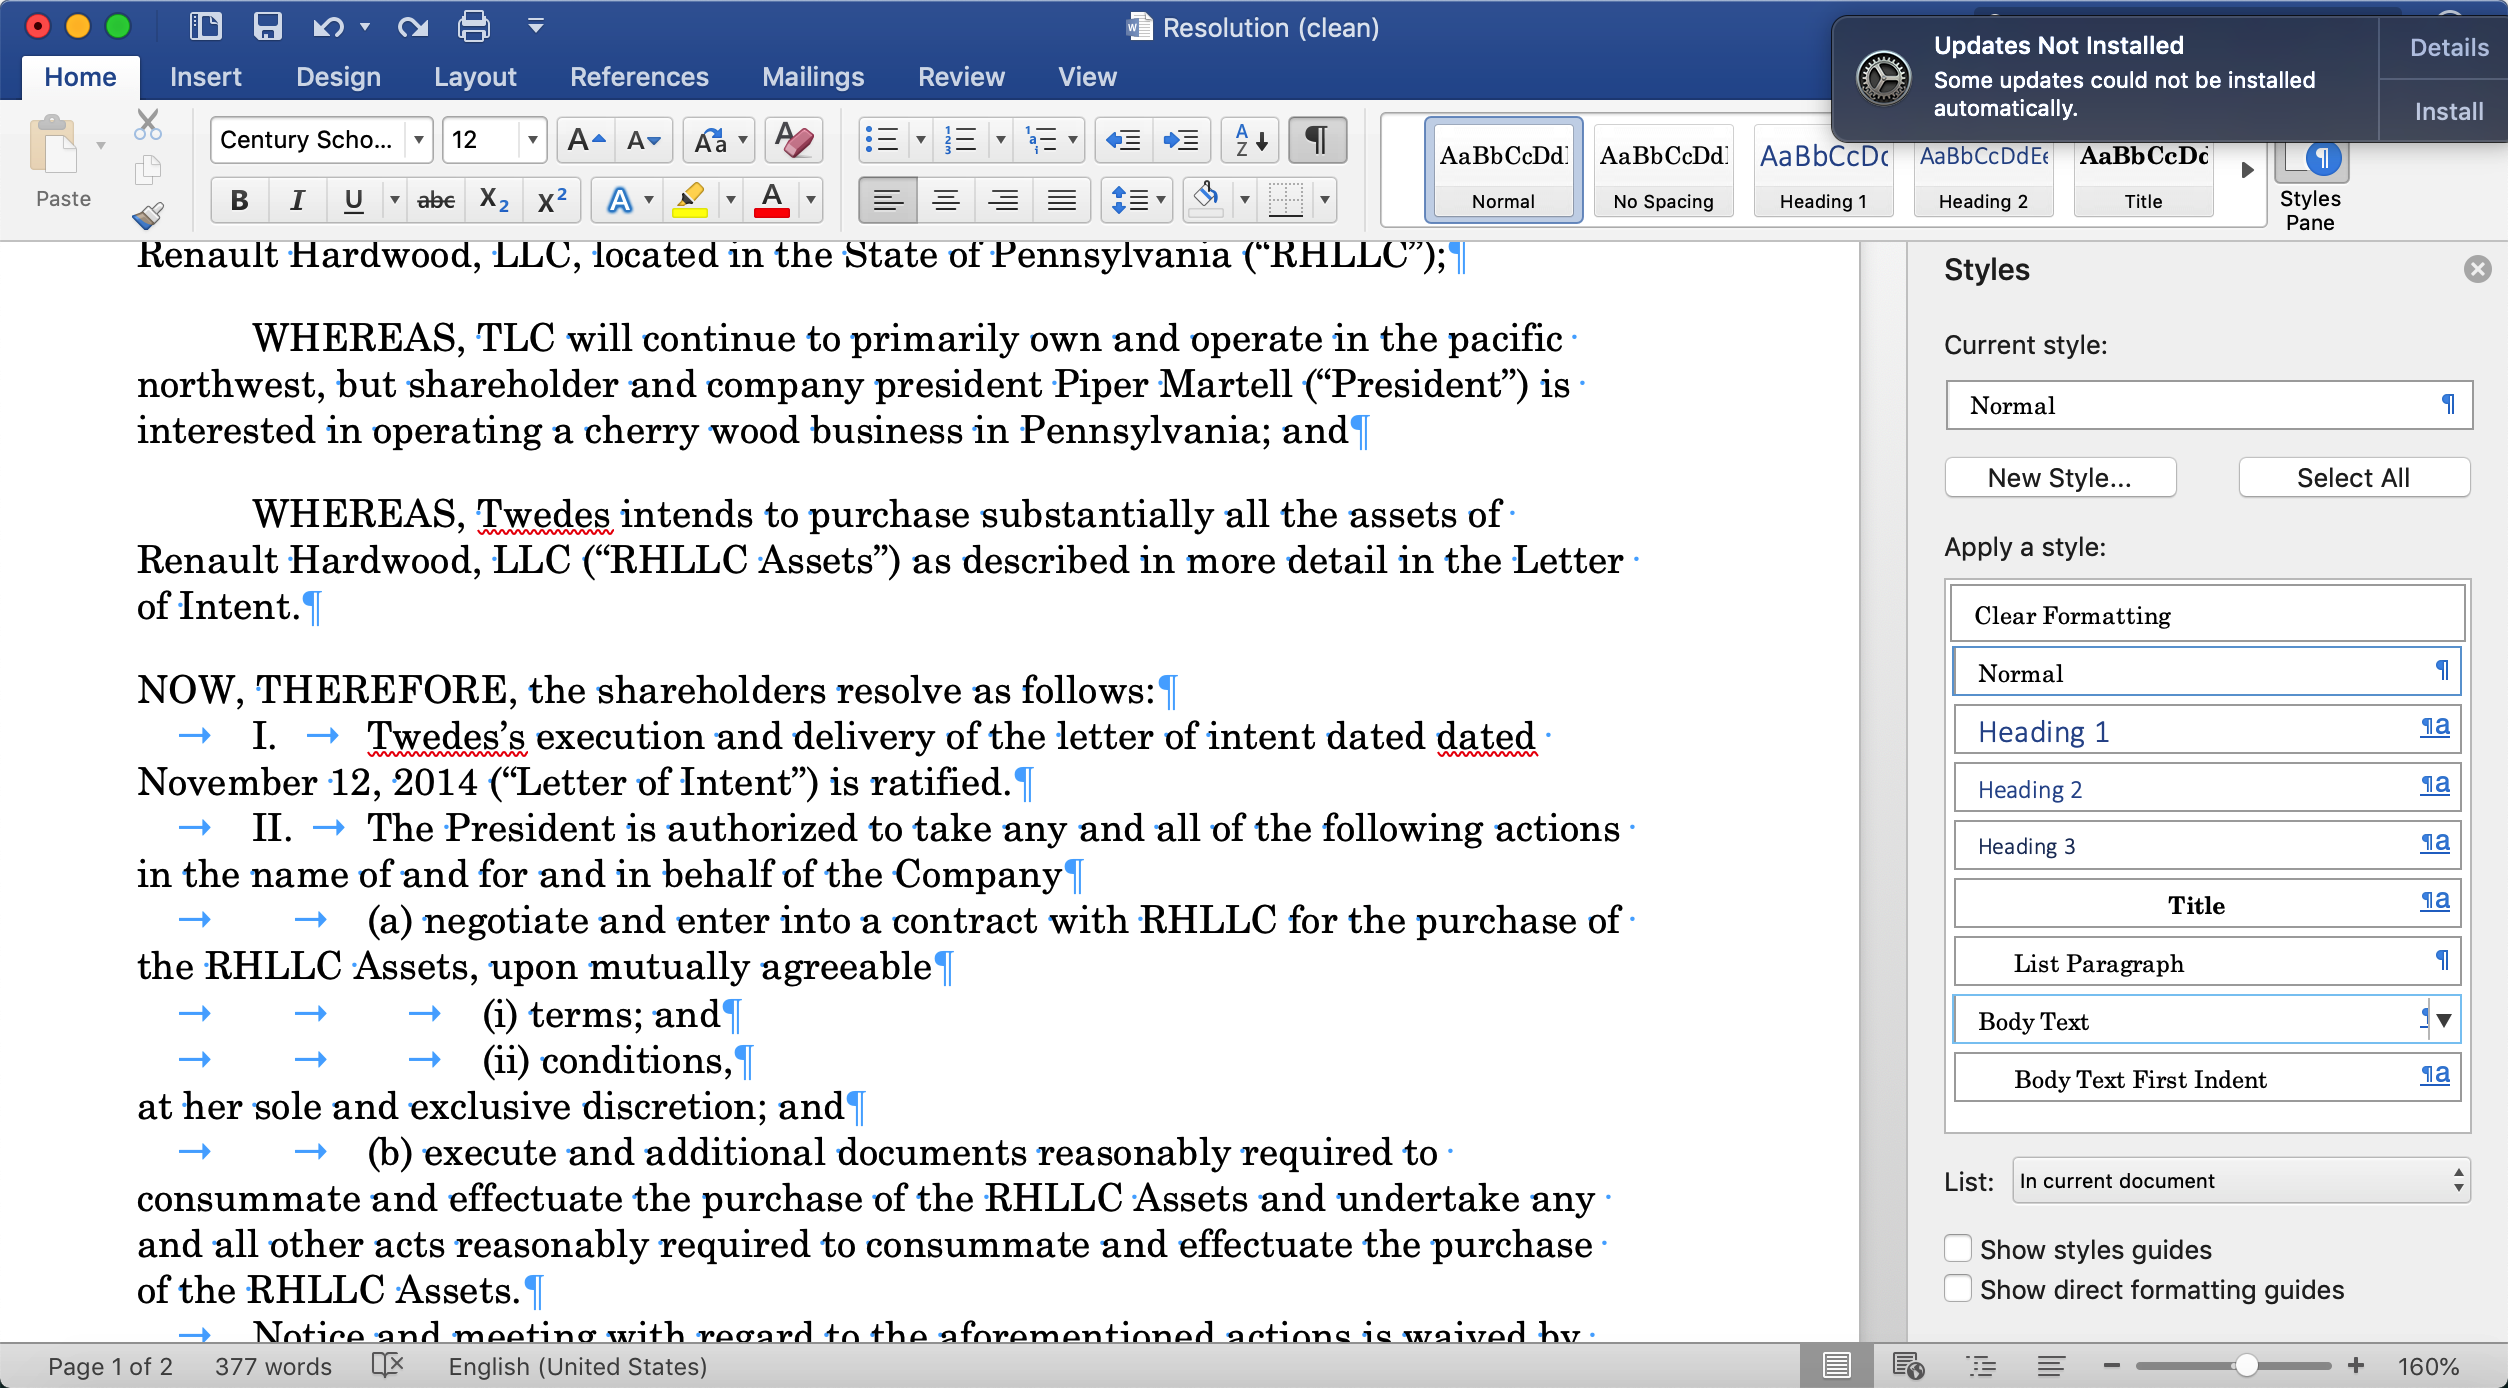 Resolution (clean)
Updates Not Installed
Some updates could not be installed
automatically.
Details
Install
Home Insert Design Layout References Mailings Review View
Paste
Century Scho... 12
AaBbCcDdI Normal
AaBbCcDdI No Spacing
AaBbCcDc Heading 1
AaBbCcDdEe Heading 2
AaBbCcDc Title
Styles
Pane
Renault Hardwood, LLC, located in the State of Pennsylvania (“RHLLC”);¶
WHEREAS, TLC will continue to primarily own and operate in the pacific
northwest, but shareholder and company president Piper Martell (“President”) is
interested in operating a cherry wood business in Pennsylvania; and¶
WHEREAS, Twedes intends to purchase substantially all the assets of
Renault Hardwood, LLC (“RHLLC Assets”) as described in more detail in the Letter
of Intent.¶
NOW, THEREFORE, the shareholders resolve as follows:¶
I. Twedes’s execution and delivery of the letter of intent dated dated
November 12, 2014 (“Letter of Intent”) is ratified.¶
II. The President is authorized to take any and all of the following actions
in the name of and for and in behalf of the Company¶
(a) negotiate and enter into a contract with RHLLC for the purchase of
the RHLLC Assets, upon mutually agreeable¶
(i) terms; and¶
(ii) conditions,¶
at her sole and exclusive discretion; and¶
(b) execute and additional documents reasonably required to
consummate and effectuate the purchase of the RHLLC Assets and undertake any
and all other acts reasonably required to consummate and effectuate the purchase
of the RHLLC Assets.¶
Notice and meeting with regard to the aforementioned actions is waived by
Styles
Current style:
Normal ¶
New Style... Select All
Apply a style:
Clear Formatting
Normal ¶
Heading 1 ¶a
Heading 2 ¶a
Heading 3 ¶a
Title ¶a
List Paragraph ¶
Body Text
Body Text First Indent ¶a
List: In current document
Show styles guides
Show direct formatting guides
Page 1 of 2 377 words English (United States) 160%